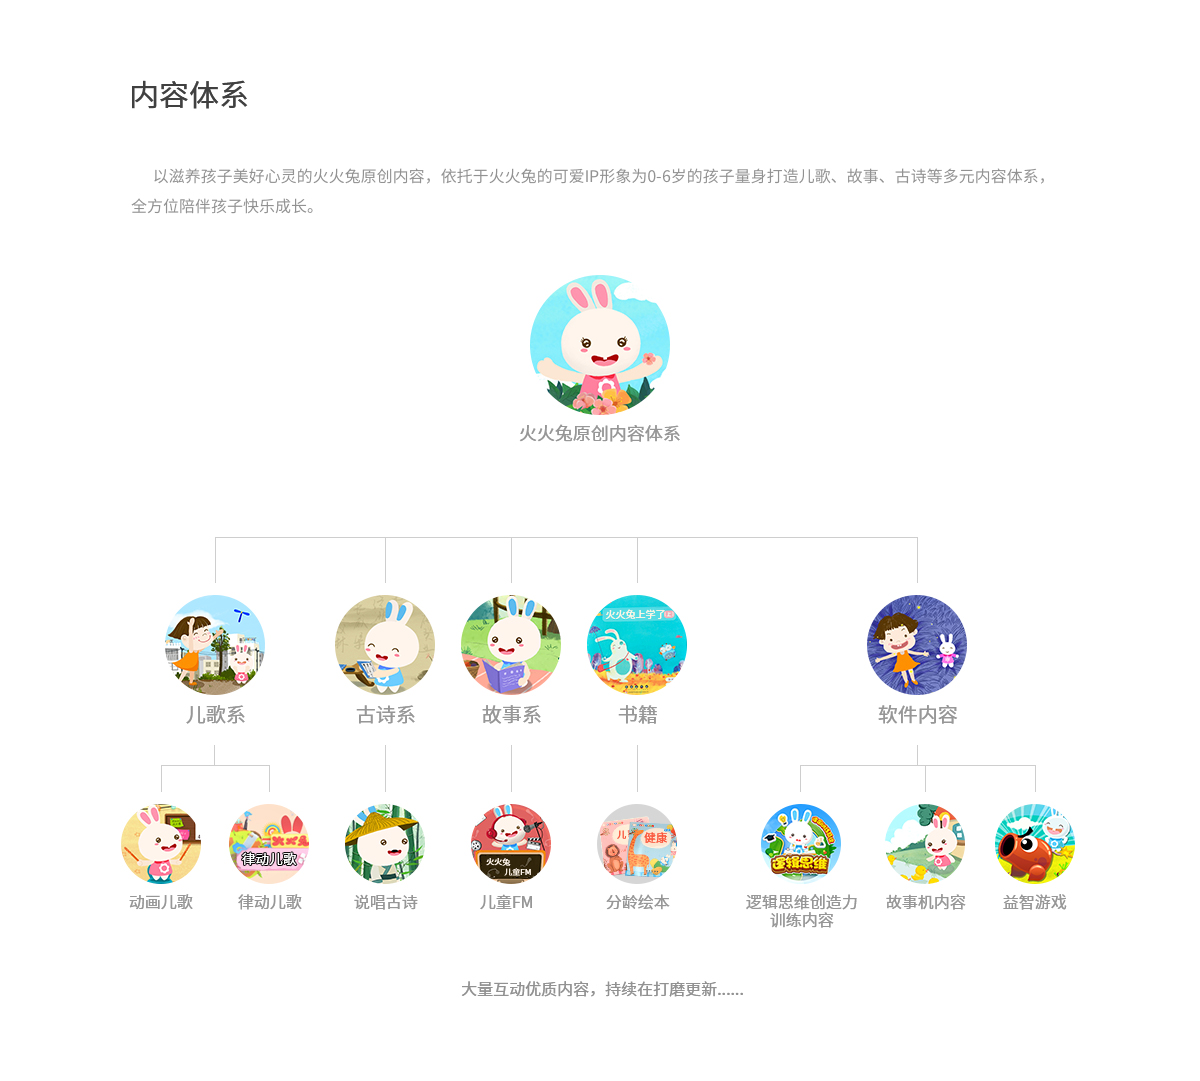 内容体系
以滋养孩子美好心灵的火火兔原创内容，依托于火火兔的可爱IP形象为0-6岁的孩子量身打造儿歌、故事、古诗等多元内容体系，
全方位陪伴孩子快乐成长。
火火兔原创内容体系
火火兔上学了
儿歌系
古诗系
故事系
书籍
软件内容
律动儿歌
火火兔
儿童FM
儿
健康
逻辑思维
动画儿歌
律动儿歌
说唱古诗
儿童FM
分龄绘本
逻辑思维创造力
训练内容
故事机内容
益智游戏
大量互动优质内容，持续在打磨更新......